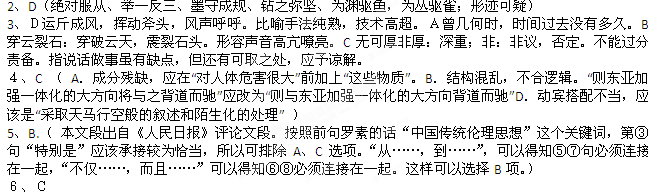 2、D（绝对服从、举一反三、墨守成规、钻之弥坚、为渊驱鱼，为丛驱雀；形迹可疑）
3、D运斤成风，挥动斧头，风声呼呼。比喻手法纯熟，技术高超。A曾几何时，时间过去没有多久。B
穿云裂石：穿破云天，震裂石头。形容声音高亢嘹亮。C无可厚非厚：深重；非：非议，否定。不能过分
责备。指说话做事虽有缺点，但还有可取之处，应予谅解。
4、C（ A．成分残缺，应在“对人体危害很大”前加上“这些物质”。B．结构混乱，不合逻辑。“则东亚加
强一体化的大方向将与之背道而驰”应改为“则与东亚加强一体化的大方向背道而驰”D．动宾搭配不当，应
该是“采取天马行空般的叙述和陌生化的处理” ）
5、B.（ 本文段出自《人民日报》评论文段。按照前句罗素的话“中国传统伦理思想”这个关键词，第③
句“特别是”应该承接较为恰当，所以可排除 A、C 选项。“从……，到……”，可以得知⑤⑦句必须连接
在一起，“不仅……，而且……”可以得知⑥⑧必须连接在一起。这样可以选择 B 项。）
6、C